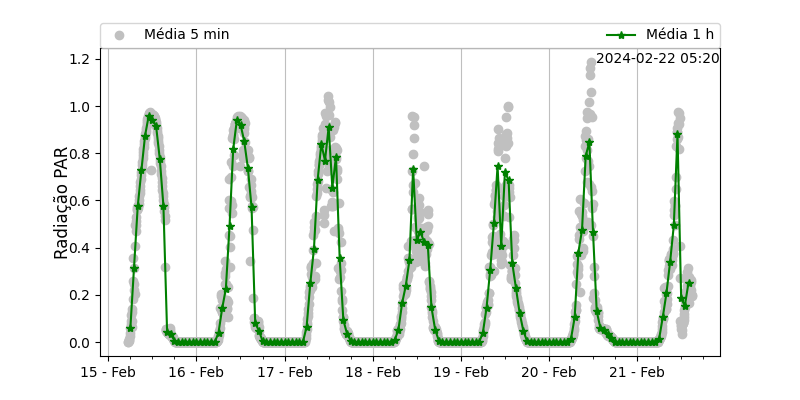 Média 5 min
Média 1 h
2024-02-22 05:20
Radiação PAR
1.2
1.0
0.8
0.6
0.4
0.2
0.0
15 - Feb
16 - Feb
17 - Feb
18 - Feb
19 - Feb
20 - Feb
21 - Feb